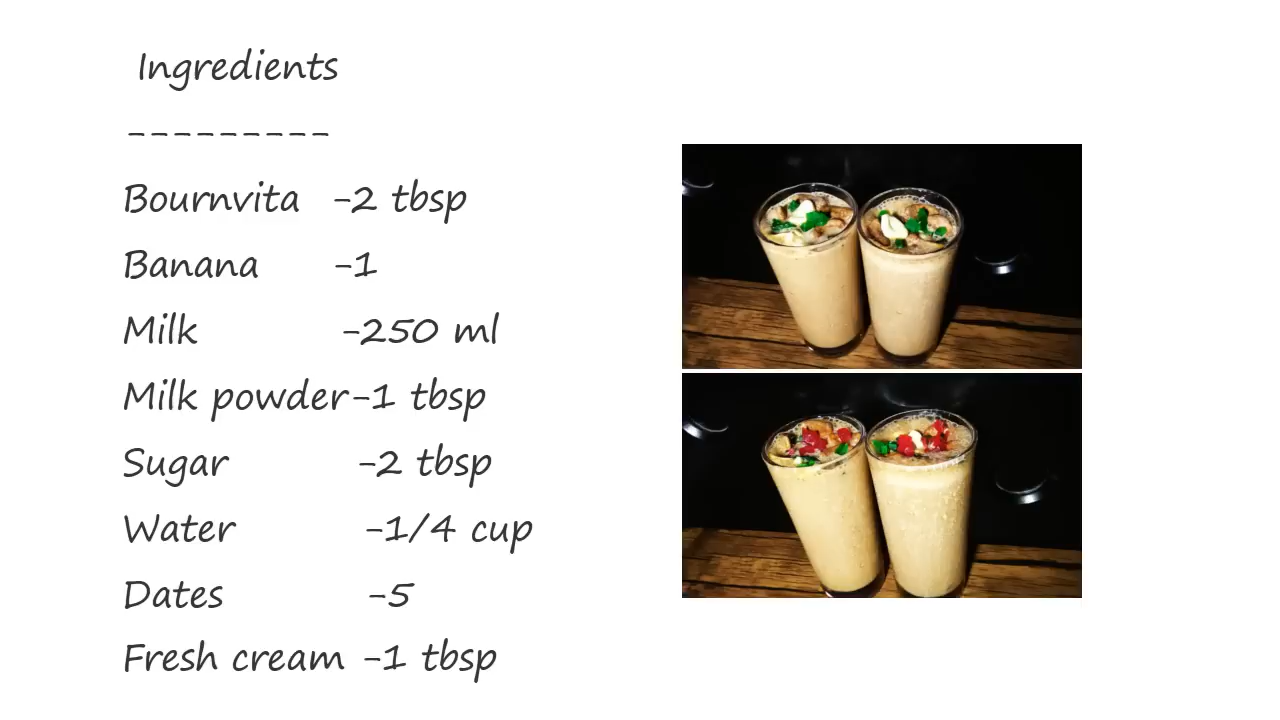 Ingredients
---------
Bournvita -2 tbsp
Banana -1
Milk -250 ml
Milk powder-1 tbsp
Sugar -2 tbsp
Water -1/4 cup
Dates -5
Fresh cream -1 tbsp